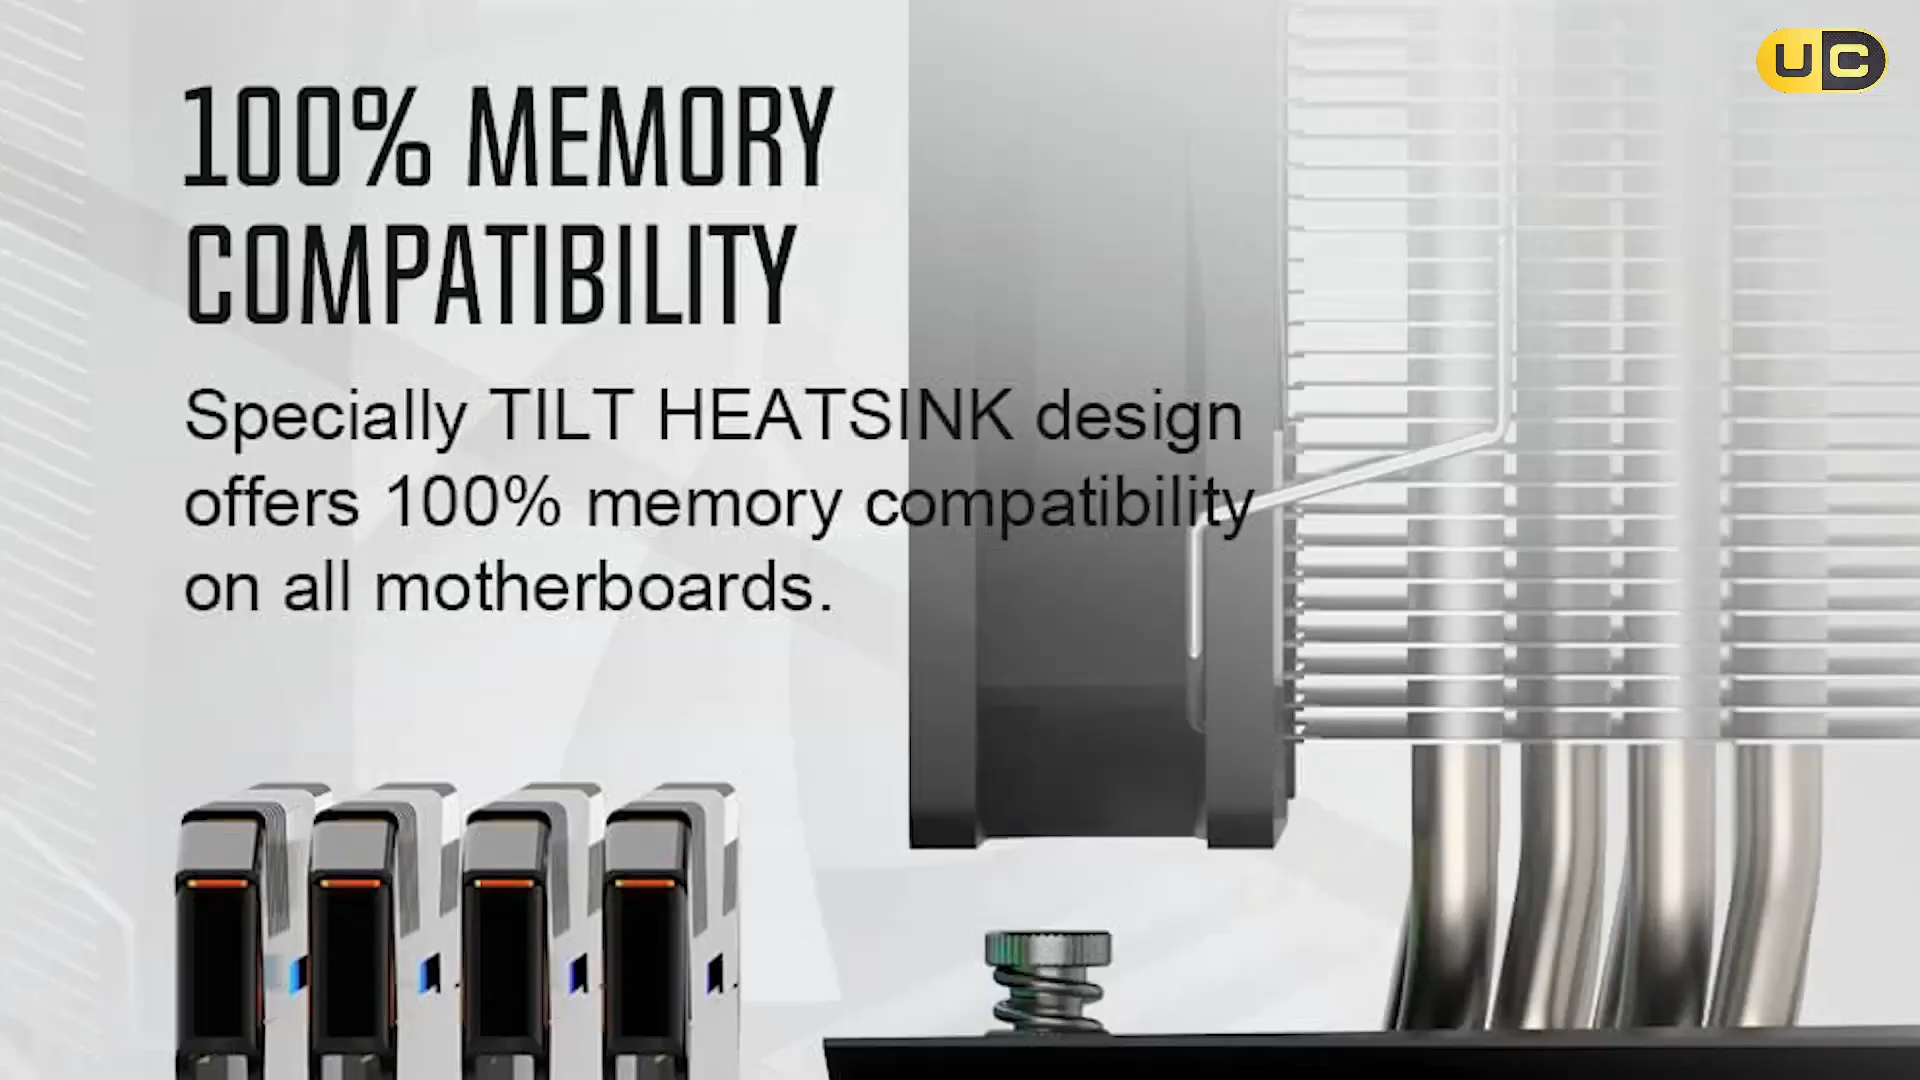 UC
100% MEMORY
COMPATIBILITY
Specially TILT HEATSINK design
offers 100% memory compatibility
on all motherboards.